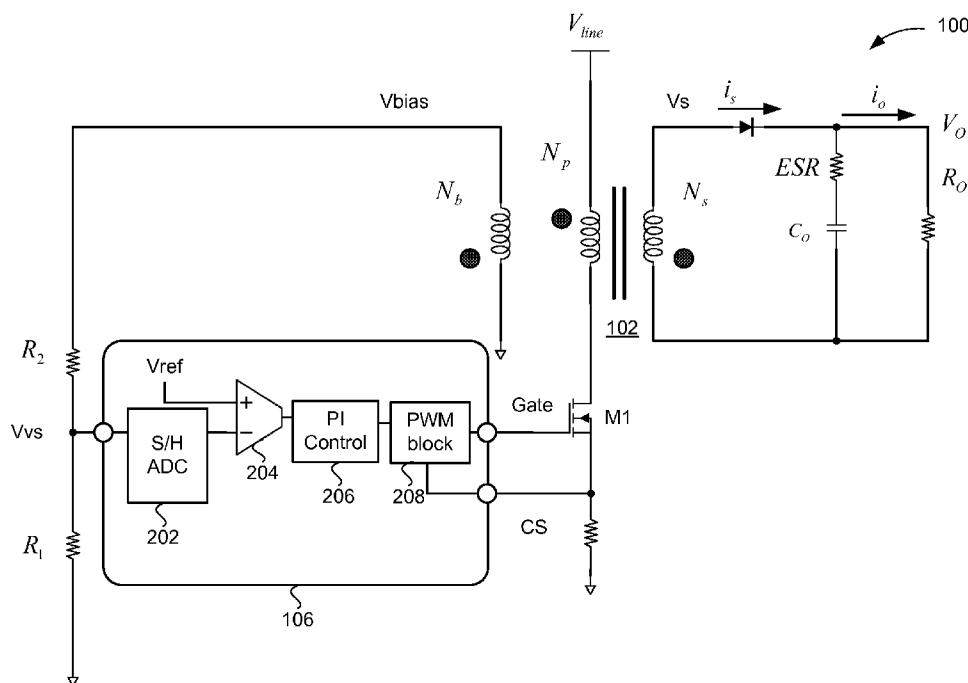 100
V_line
Vbias
Vs
i_s
i_o
V_O
N_p
ESR
R_O
N_b
N_s
C_O
102
R_2
Vref
Gate
M1
Vvs
S/H
ADC
+
−
204
PI
Control
206
PWM
block
208
202
CS
R_1
106